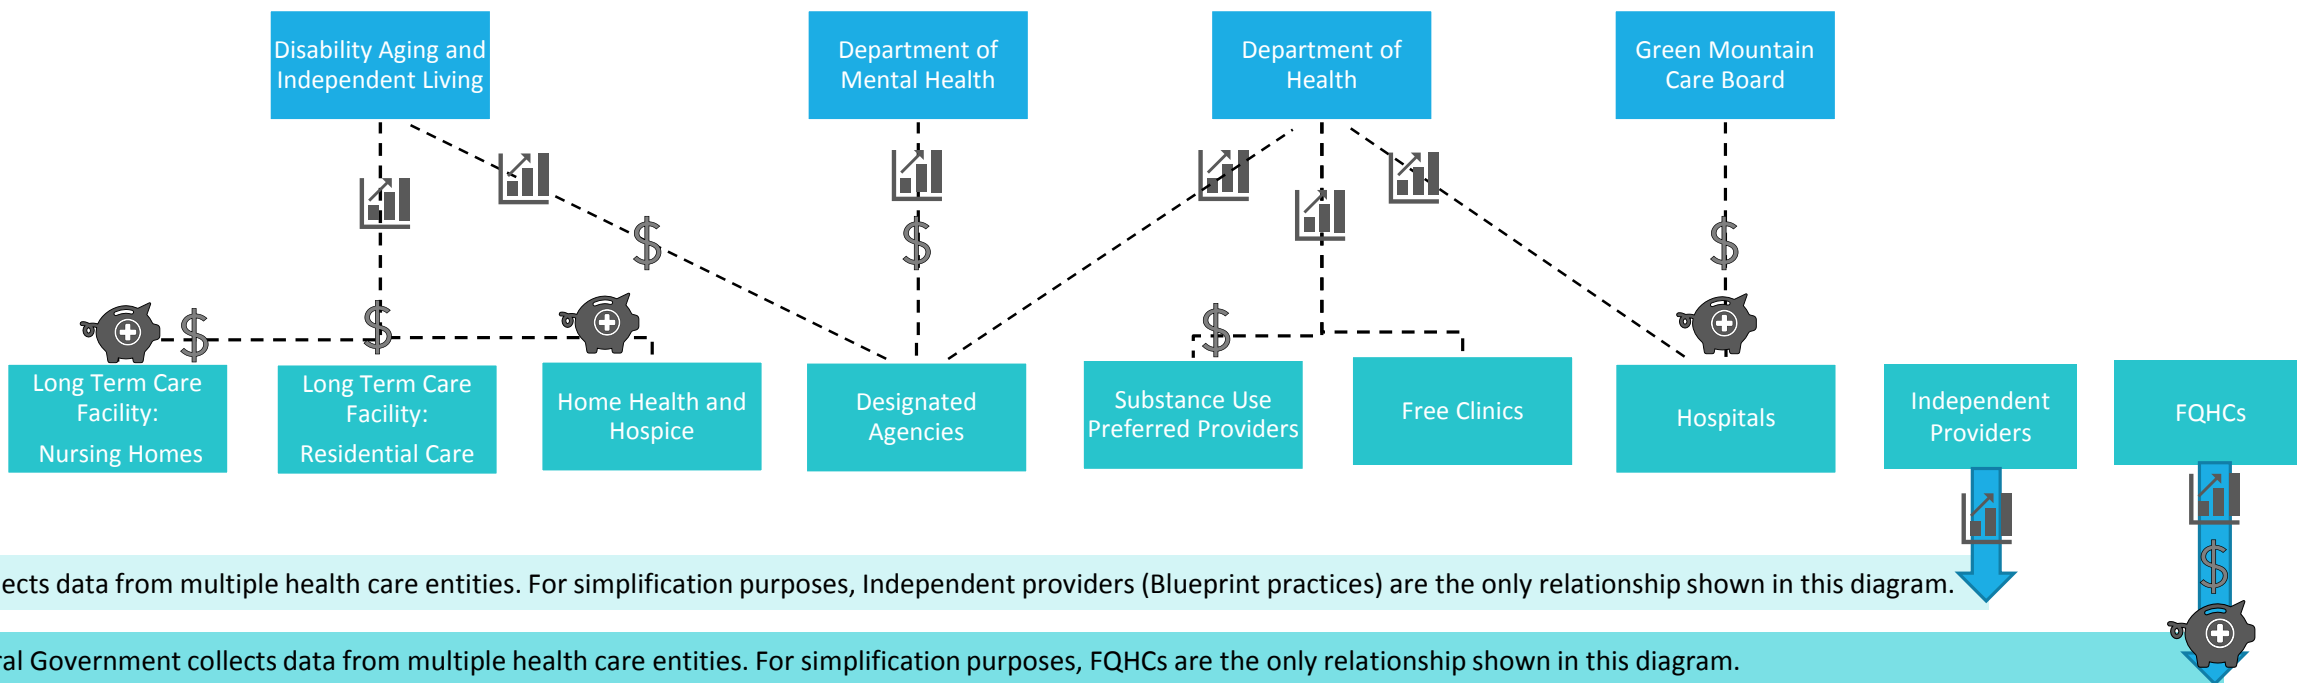 Disability Aging and
Independent Living
Department of
Mental Health
Department of
Health
Green Mountain
Care Board
Long Term Care
Facility:
Nursing Homes
Long Term Care
Facility:
Residential Care
Home Health and
Hospice
Designated
Agencies
Substance Use
Preferred Providers
Free Clinics
Hospitals
Independent
Providers
FQHCs
data from multiple health care entities. For simplification purposes, Independent providers (Blueprint practices) are the only relationship shown in this diagram.
Government collects data from multiple health care entities. For simplification purposes, FQHCs are the only relationship shown in this diagram.